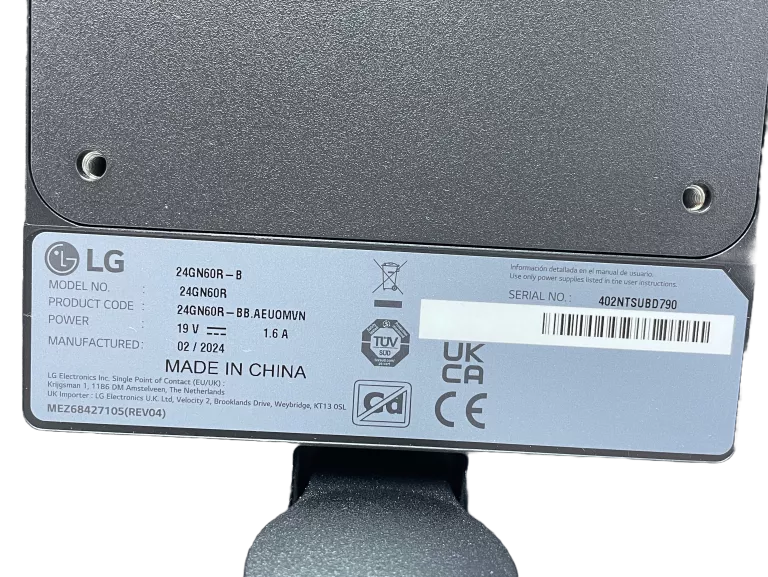 LG
24GN60R-B
MODEL NO. : 24GN60R
PRODUCT CODE : 24GN60R-BB.AEUOMVN
POWER : 19 V ⎓ 1.6 A
MANUFACTURED: 02 / 2024
MADE IN CHINA
LG Electronics Inc. Single Point of Contact (EU/UK) :
Krijgsman 1, 1186 DM Amstelveen, The Netherlands
UK Importer : LG Electronics U.K. Ltd, Velocity 2, Brooklands Drive, Weybridge, KT13 0SL
MEZ68427105(REV04)
TÜV
SUD
Cd
Información detallada en el manual de usuario.
Use only power supplies listed in the user instructions.
SERIAL NO. : 402NTSUBD790
UK
CA
CE